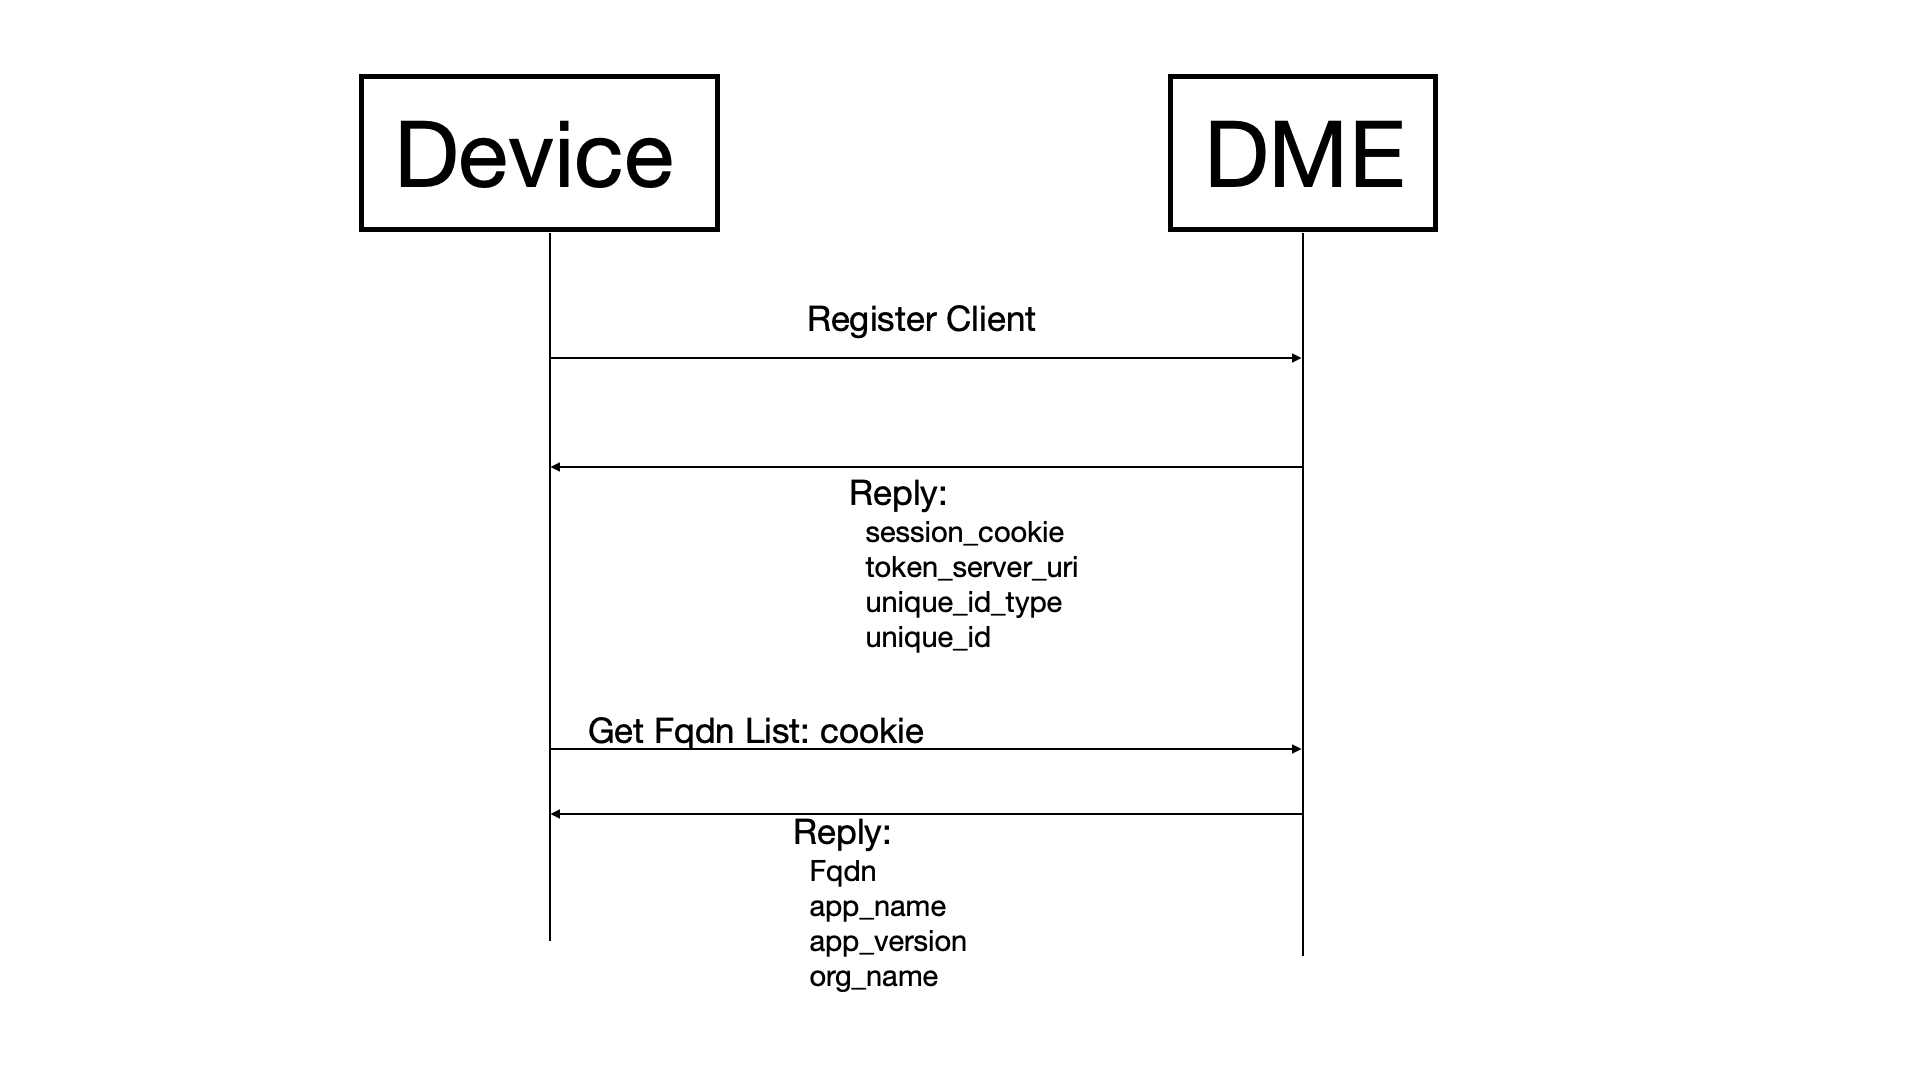 Device
DME
Register Client
Reply:
session_cookie
token_server_uri
unique_id_type
unique_id
Get Fqdn List: cookie
Reply:
Fqdn
app_name
app_version
org_name